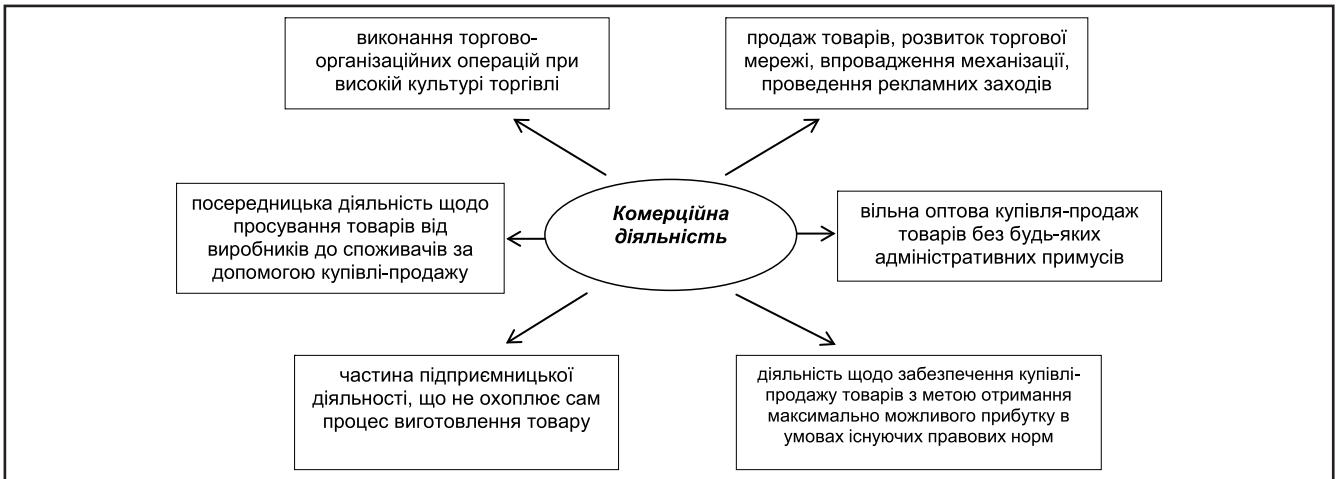 виконання торгово-
організаційних операцій при
високій культурі торгівлі
продаж товарів, розвиток торгової
мережі, впровадження механізації,
проведення рекламних заходів
посередницька діяльність щодо
просування товарів від
виробників до споживачів за
допомогою купівлі-продажу
Комерційна
діяльність
вільна оптова купівля-продаж
товарів без будь-яких
адміністративних примусів
частина підприємницької
діяльності, що не охоплює сам
процес виготовлення товару
діяльність щодо забезпечення купівлі-
продажу товарів з метою отримання
максимально можливого прибутку в
умовах існуючих правових норм